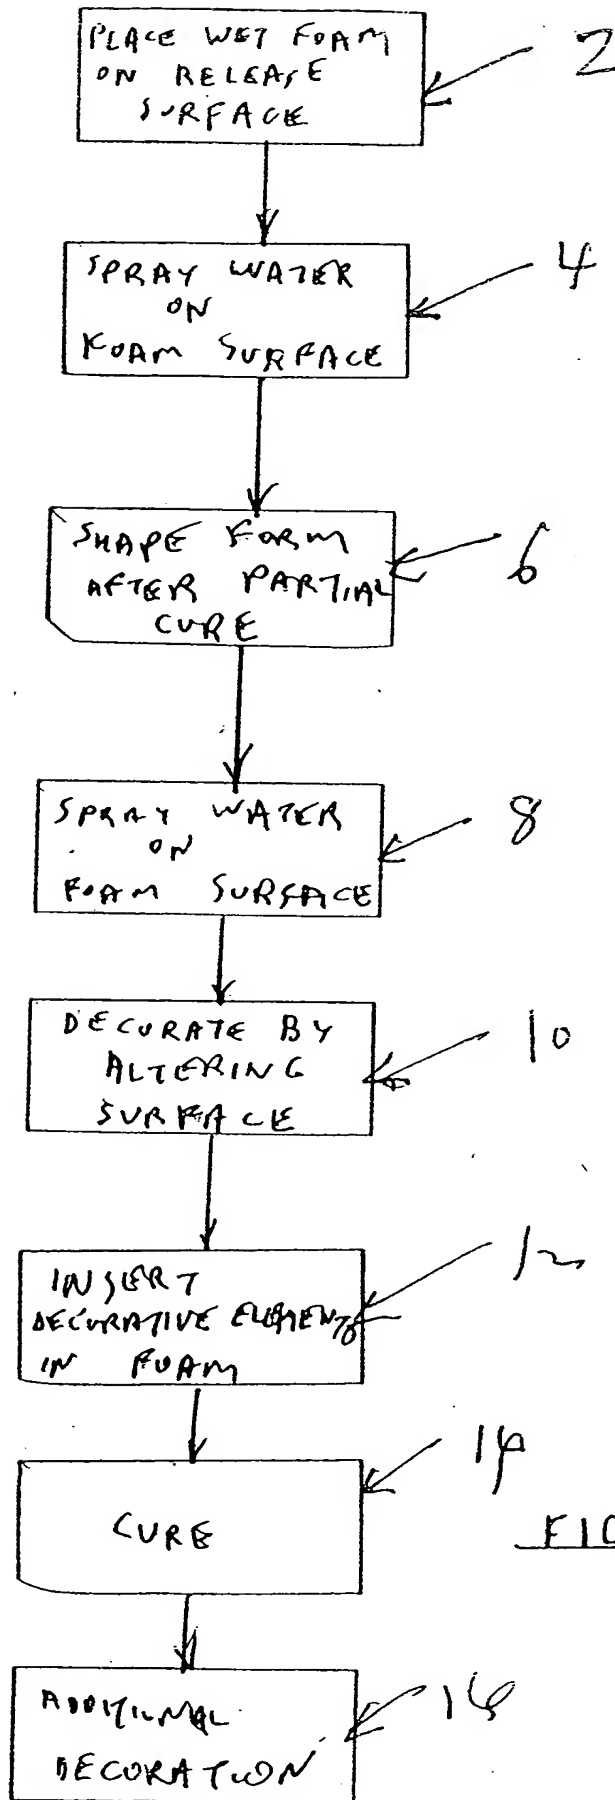 PLACE WET FOAM
ON RELEASE
SURFACE
2
SPRAY WATER
ON
FOAM SURFACE
4
SHAPE FORM
AFTER PARTIAL
CURE
6
SPRAY WATER
ON
FOAM SURFACE
8
DECORATE BY
ALTERING
SURFACE
10
INSERT
DECORATIVE ELEMENTS
IN FOAM
12
CURE
14
FIG
ADDITIONAL
DECORATION
16